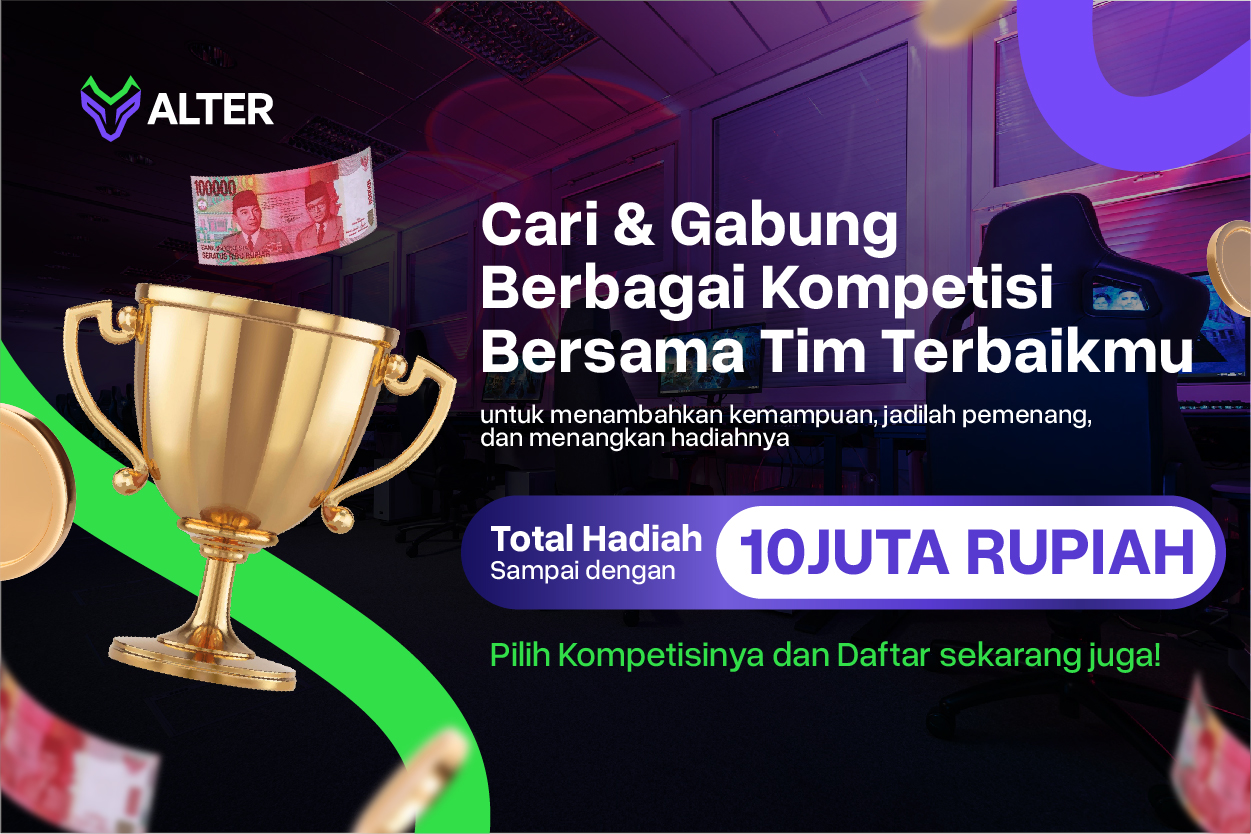 ALTER
100000
Cari & Gabung
Berbagai Kompetisi
Bersama Tim Terbaikmu
untuk menambahkan kemampuan, jadilah pemenang,
dan menangkan hadiahnya
Total Hadiah
Sampai dengan
10JUTA RUPIAH
Pilih Kompetisinya dan Daftar sekarang juga!